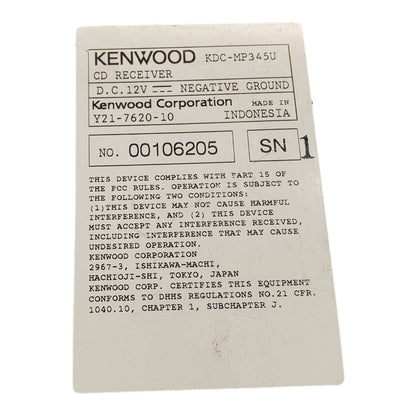 KENWOOD KDC-MP345U
CD RECEIVER
D.C.12V ⎓ NEGATIVE GROUND
Kenwood Corporation MADE IN
Y21-7620-10 INDONESIA
NO. 00106205 SN 1
THIS DEVICE COMPLIES WITH PART 15 OF
THE FCC RULES. OPERATION IS SUBJECT TO
THE FOLLOWING TWO CONDITIONS:
(1)THIS DEVICE MAY NOT CAUSE HARMFUL
INTERFERENCE, AND (2) THIS DEVICE
MUST ACCEPT ANY INTERFERENCE RECEIVED,
INCLUDING INTERFERENCE THAT MAY CAUSE
UNDESIRED OPERATION.
KENWOOD CORPORATION
2967-3, ISHIKAWA-MACHI,
HACHIOJI-SHI, TOKYO, JAPAN
KENWOOD CORP. CERTIFIES THIS EQUIPMENT
CONFORMS TO DHHS REGULATIONS NO.21 CFR.
1040.10, CHAPTER 1, SUBCHAPTER J.